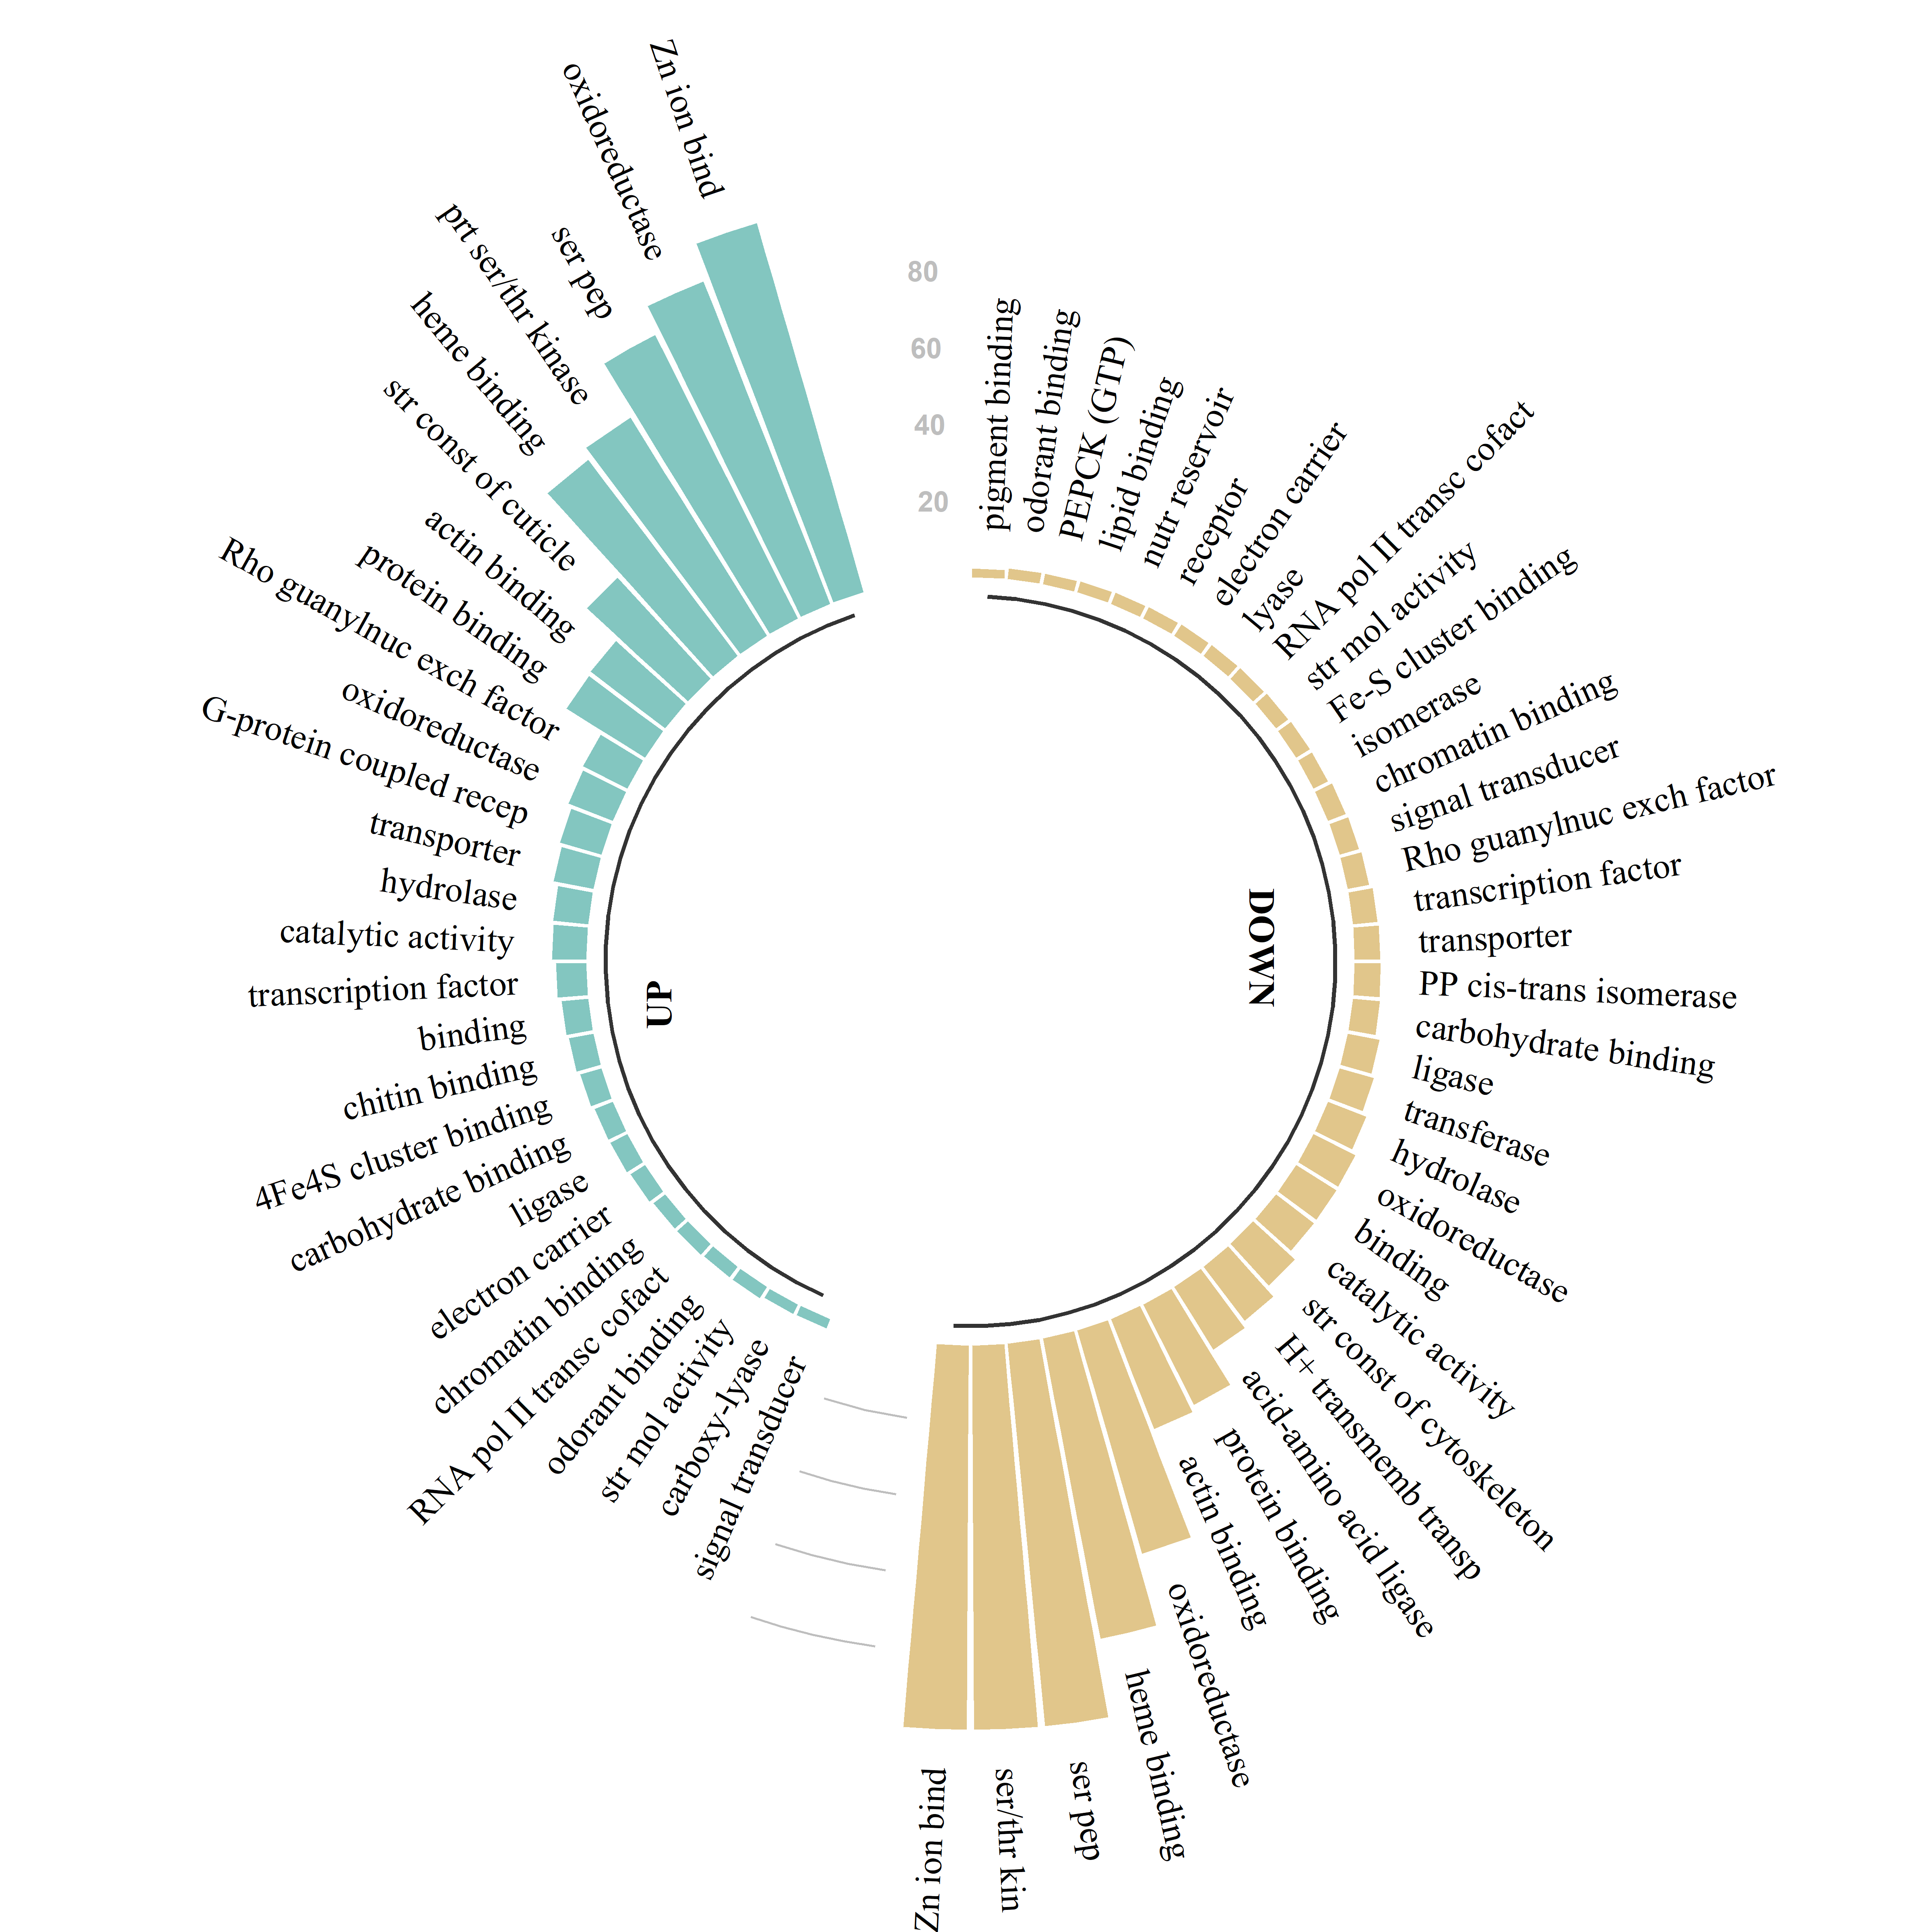 80
60
40
20
pigment binding
odorant binding
PEPCK (GTP)
lipid binding
nutr reservoir
receptor
electron carrier
lyase
RNA pol II transc cofact
str mol activity
Fe-S cluster binding
isomerase
chromatin binding
signal transducer
Rho guanylnuc exch factor
transcription factor
transporter
PP cis-trans isomerase
carbohydrate binding
ligase
transferase
hydrolase
oxidoreductase
binding
catalytic activity
str const of cytoskeleton
H+ transmemb transp
acid-amino acid ligase
protein binding
actin binding
oxidoreductase
heme binding
ser pep
ser/thr kin
Zn ion bind
signal transducer
carboxy-lyase
str mol activity
odorant binding
RNA pol II transc cofact
chromatin binding
electron carrier
ligase
carbohydrate binding
4Fe4S cluster binding
chitin binding
binding
transcription factor
catalytic activity
hydrolase
transporter
G-protein coupled recep
oxidoreductase
Rho guanylnuc exch factor
protein binding
actin binding
str const of cuticle
heme binding
prt ser/thr kinase
ser pep
oxidoreductase
Zn ion bind
DOWN
UP